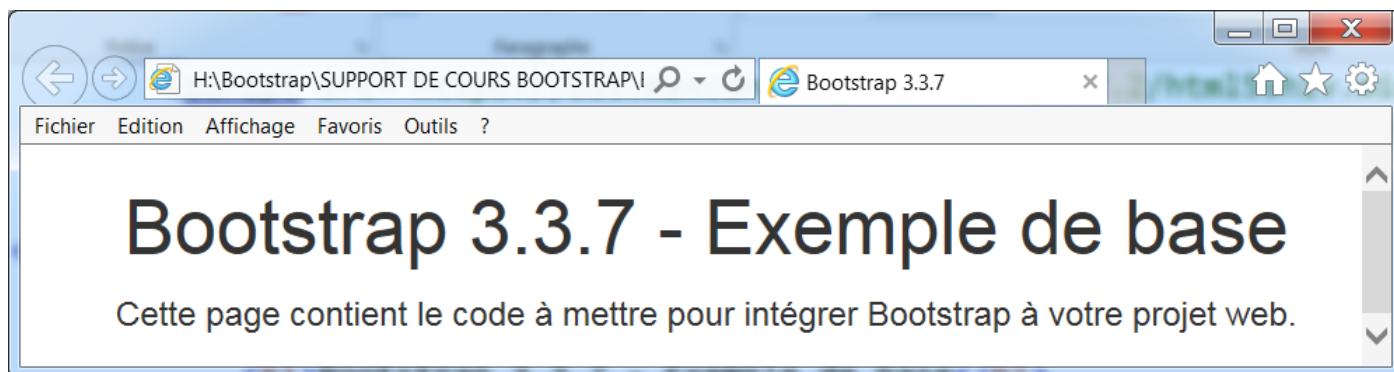 H:\Bootstrap\SUPPORT DE COURS BOOTSTRAP\
Bootstrap 3.3.7
Fichier Edition Affichage Favoris Outils ?
Bootstrap 3.3.7 - Exemple de base
Cette page contient le code à mettre pour intégrer Bootstrap à votre projet web.